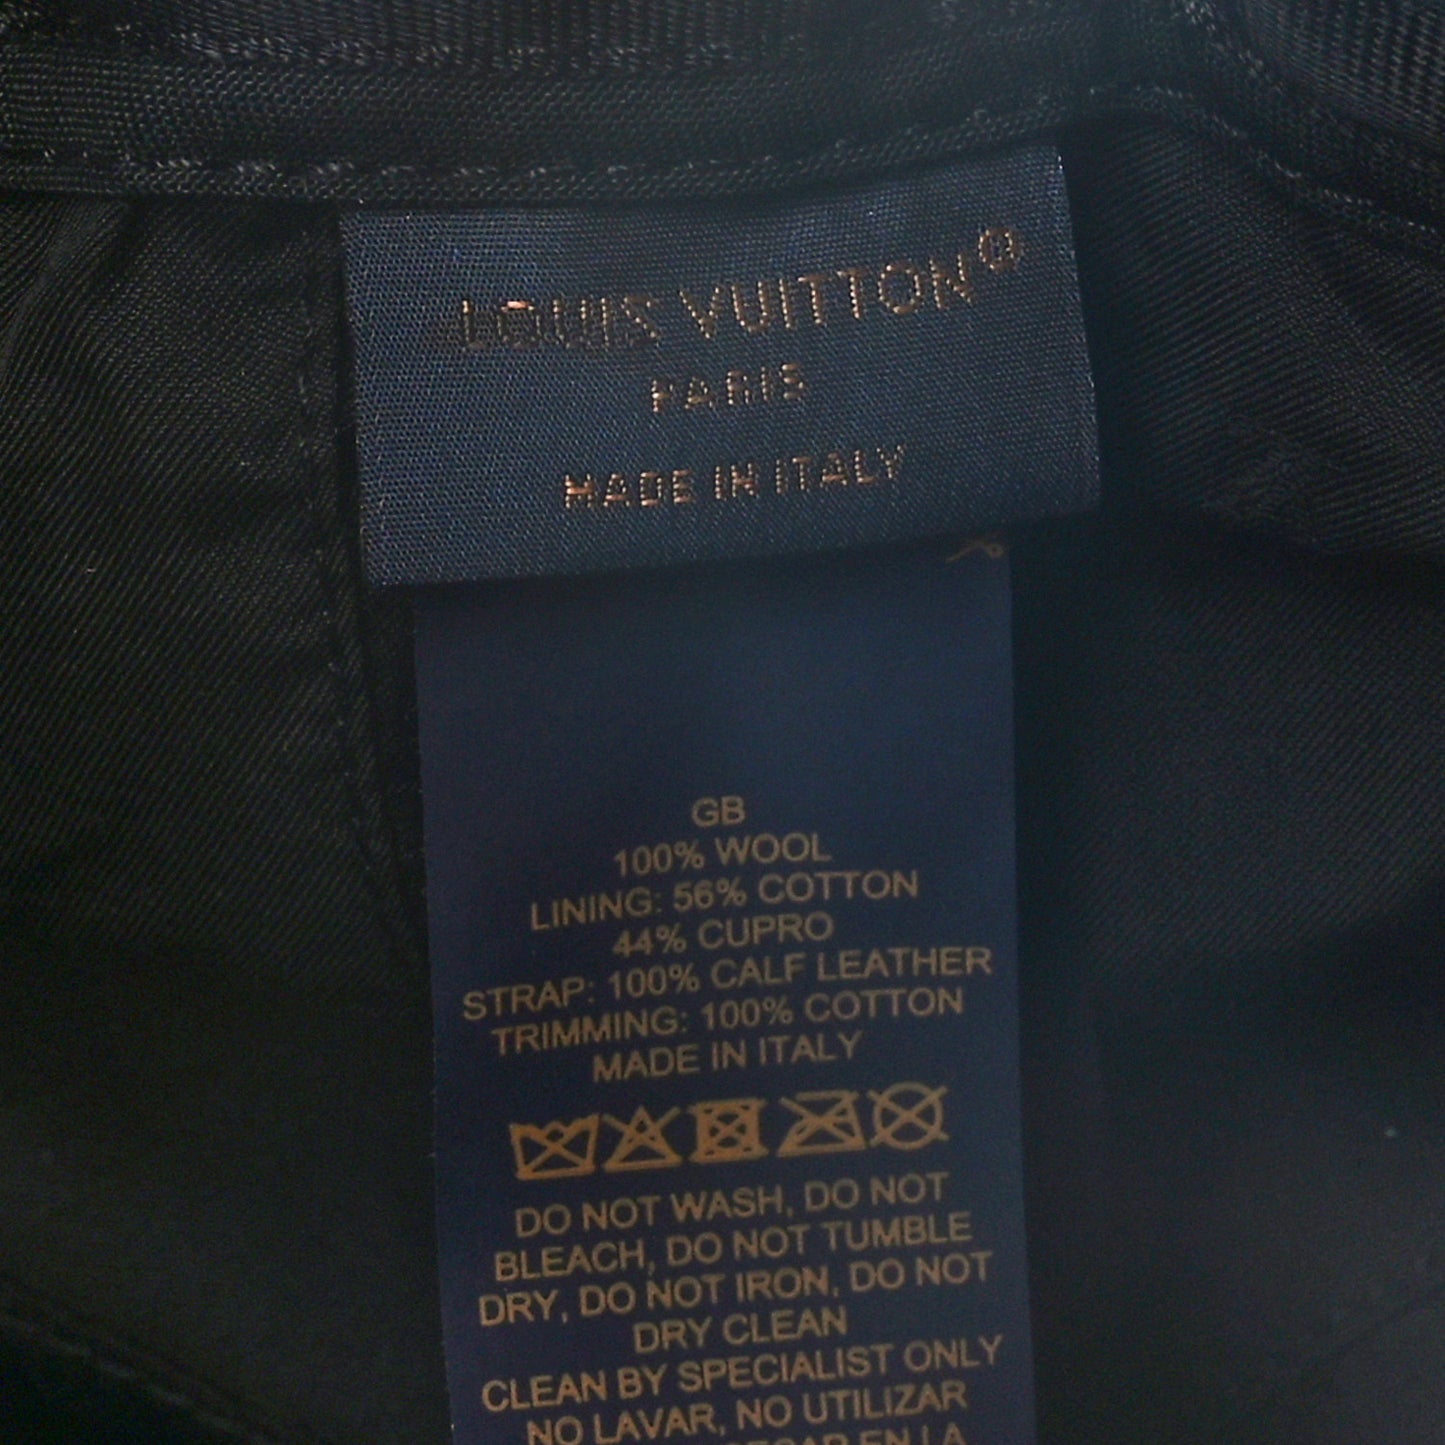 LOUIS VUITTON®
PARIS
MADE IN ITALY
GB
100% WOOL
LINING: 56% COTTON
44% CUPRO
STRAP: 100% CALF LEATHER
TRIMMING: 100% COTTON
MADE IN ITALY
DO NOT WASH, DO NOT
BLEACH, DO NOT TUMBLE
DRY, DO NOT IRON, DO NOT
DRY CLEAN
CLEAN BY SPECIALIST ONLY
NO LAVAR, NO UTILIZAR
EN LA